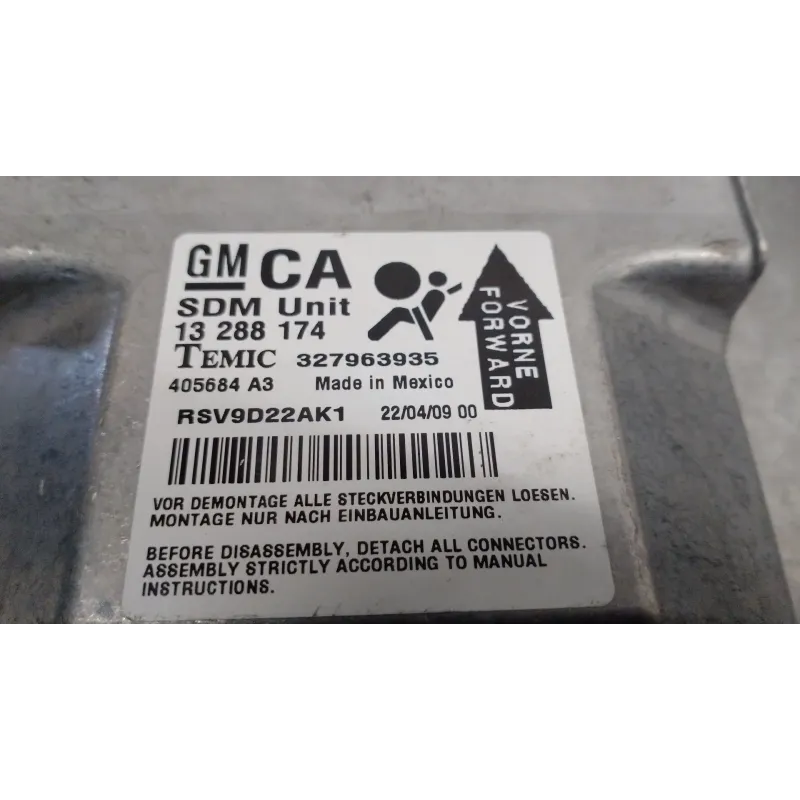 GM CA
SDM Unit
13 288 174
TEMIC 327963935
405684 A3 Made in Mexico
RSV9D22AK1 22/04/09 00
VORNE
FORWARD
VOR DEMONTAGE ALLE STECKVERBINDUNGEN LOESEN.
MONTAGE NUR NACH EINBAUANLEITUNG.
BEFORE DISASSEMBLY, DETACH ALL CONNECTORS.
ASSEMBLY STRICTLY ACCORDING TO MANUAL
INSTRUCTIONS.